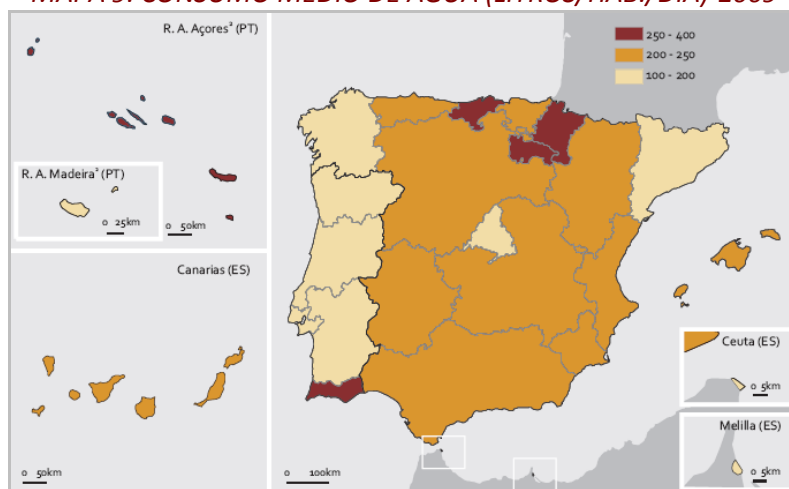 R. A. Açores² (PT)
250 - 400
200 - 250
100 - 200
R. A. Madeira² (PT)
0 25km
0 50km
Canarias (ES)
Ceuta (ES)
0 5km
Melilla (ES)
0 5km
0 50km
0 100km